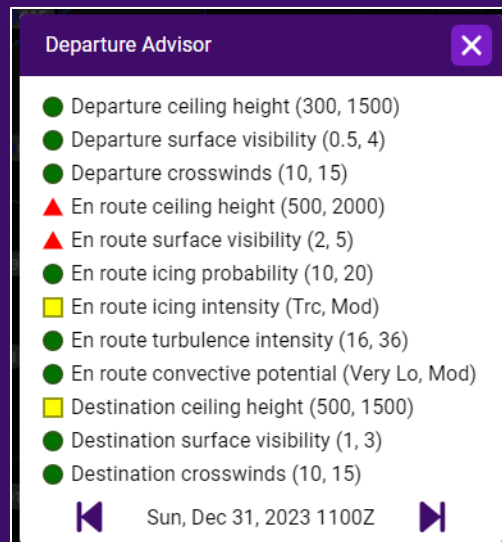 Departure Advisor
Departure ceiling height (300, 1500)
Departure surface visibility (0.5, 4)
Departure crosswinds (10, 15)
En route ceiling height (500, 2000)
En route surface visibility (2, 5)
En route icing probability (10, 20)
En route icing intensity (Trc, Mod)
En route turbulence intensity (16, 36)
En route convective potential (Very Lo, Mod)
Destination ceiling height (500, 1500)
Destination surface visibility (1, 3)
Destination crosswinds (10, 15)
Sun, Dec 31, 2023 1100Z